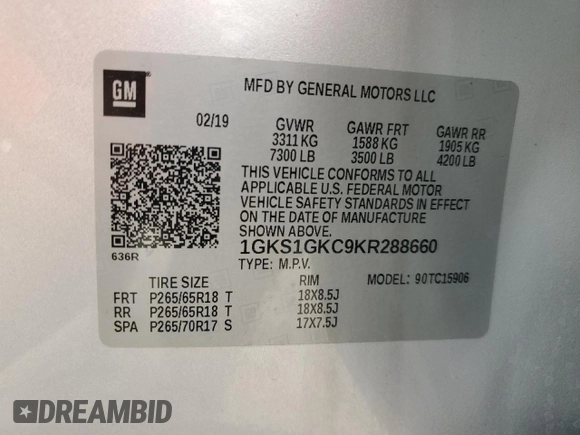 GM
MFD BY GENERAL MOTORS LLC
02/19 GVWR GAWR FRT GAWR RR
3311 KG 1588 KG 1905 KG
7300 LB 3500 LB 4200 LB
THIS VEHICLE CONFORMS TO ALL
APPLICABLE U.S. FEDERAL MOTOR
VEHICLE SAFETY STANDARDS IN EFFECT
ON THE DATE OF MANUFACTURE
SHOWN ABOVE.
1GKS1GKC9KR288660
636R
TYPE: M.P.V. MODEL: 90TC15906
TIRE SIZE RIM
FRT P265/65R18 T 18X8.5J
RR P265/65R18 T 18X8.5J
SPA P265/70R17 S 17X7.5J
DREAMBID